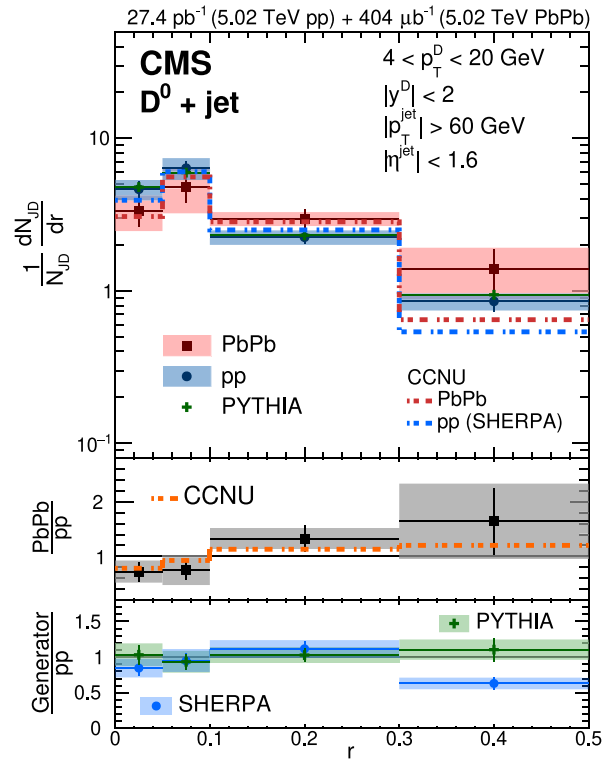 27.4 pb⁻¹ (5.02 TeV pp) + 404 μb⁻¹ (5.02 TeV PbPb)
CMS
D⁰ + jet
4 < p_T^D < 20 GeV
|y^D| < 2
|p_T^jet| > 60 GeV
|η^jet| < 1.6
10
1
10⁻¹
1/N_JD dN_JD/dr
PbPb
pp
PYTHIA
CCNU
PbPb
pp (SHERPA)
PbPb/pp
2
1
CCNU
Generator/pp
1.5
1
0.5
0
PYTHIA
SHERPA
0 0.1 0.2 0.3 0.4 0.5
r